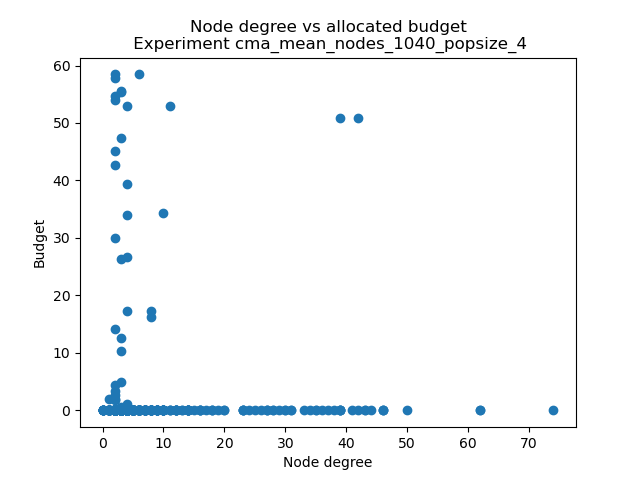 Node degree vs allocated budget
Experiment cma_mean_nodes_1040_popsize_4
60
50
40
30
20
10
0
Budget
0 10 20 30 40 50 60 70
Node degree